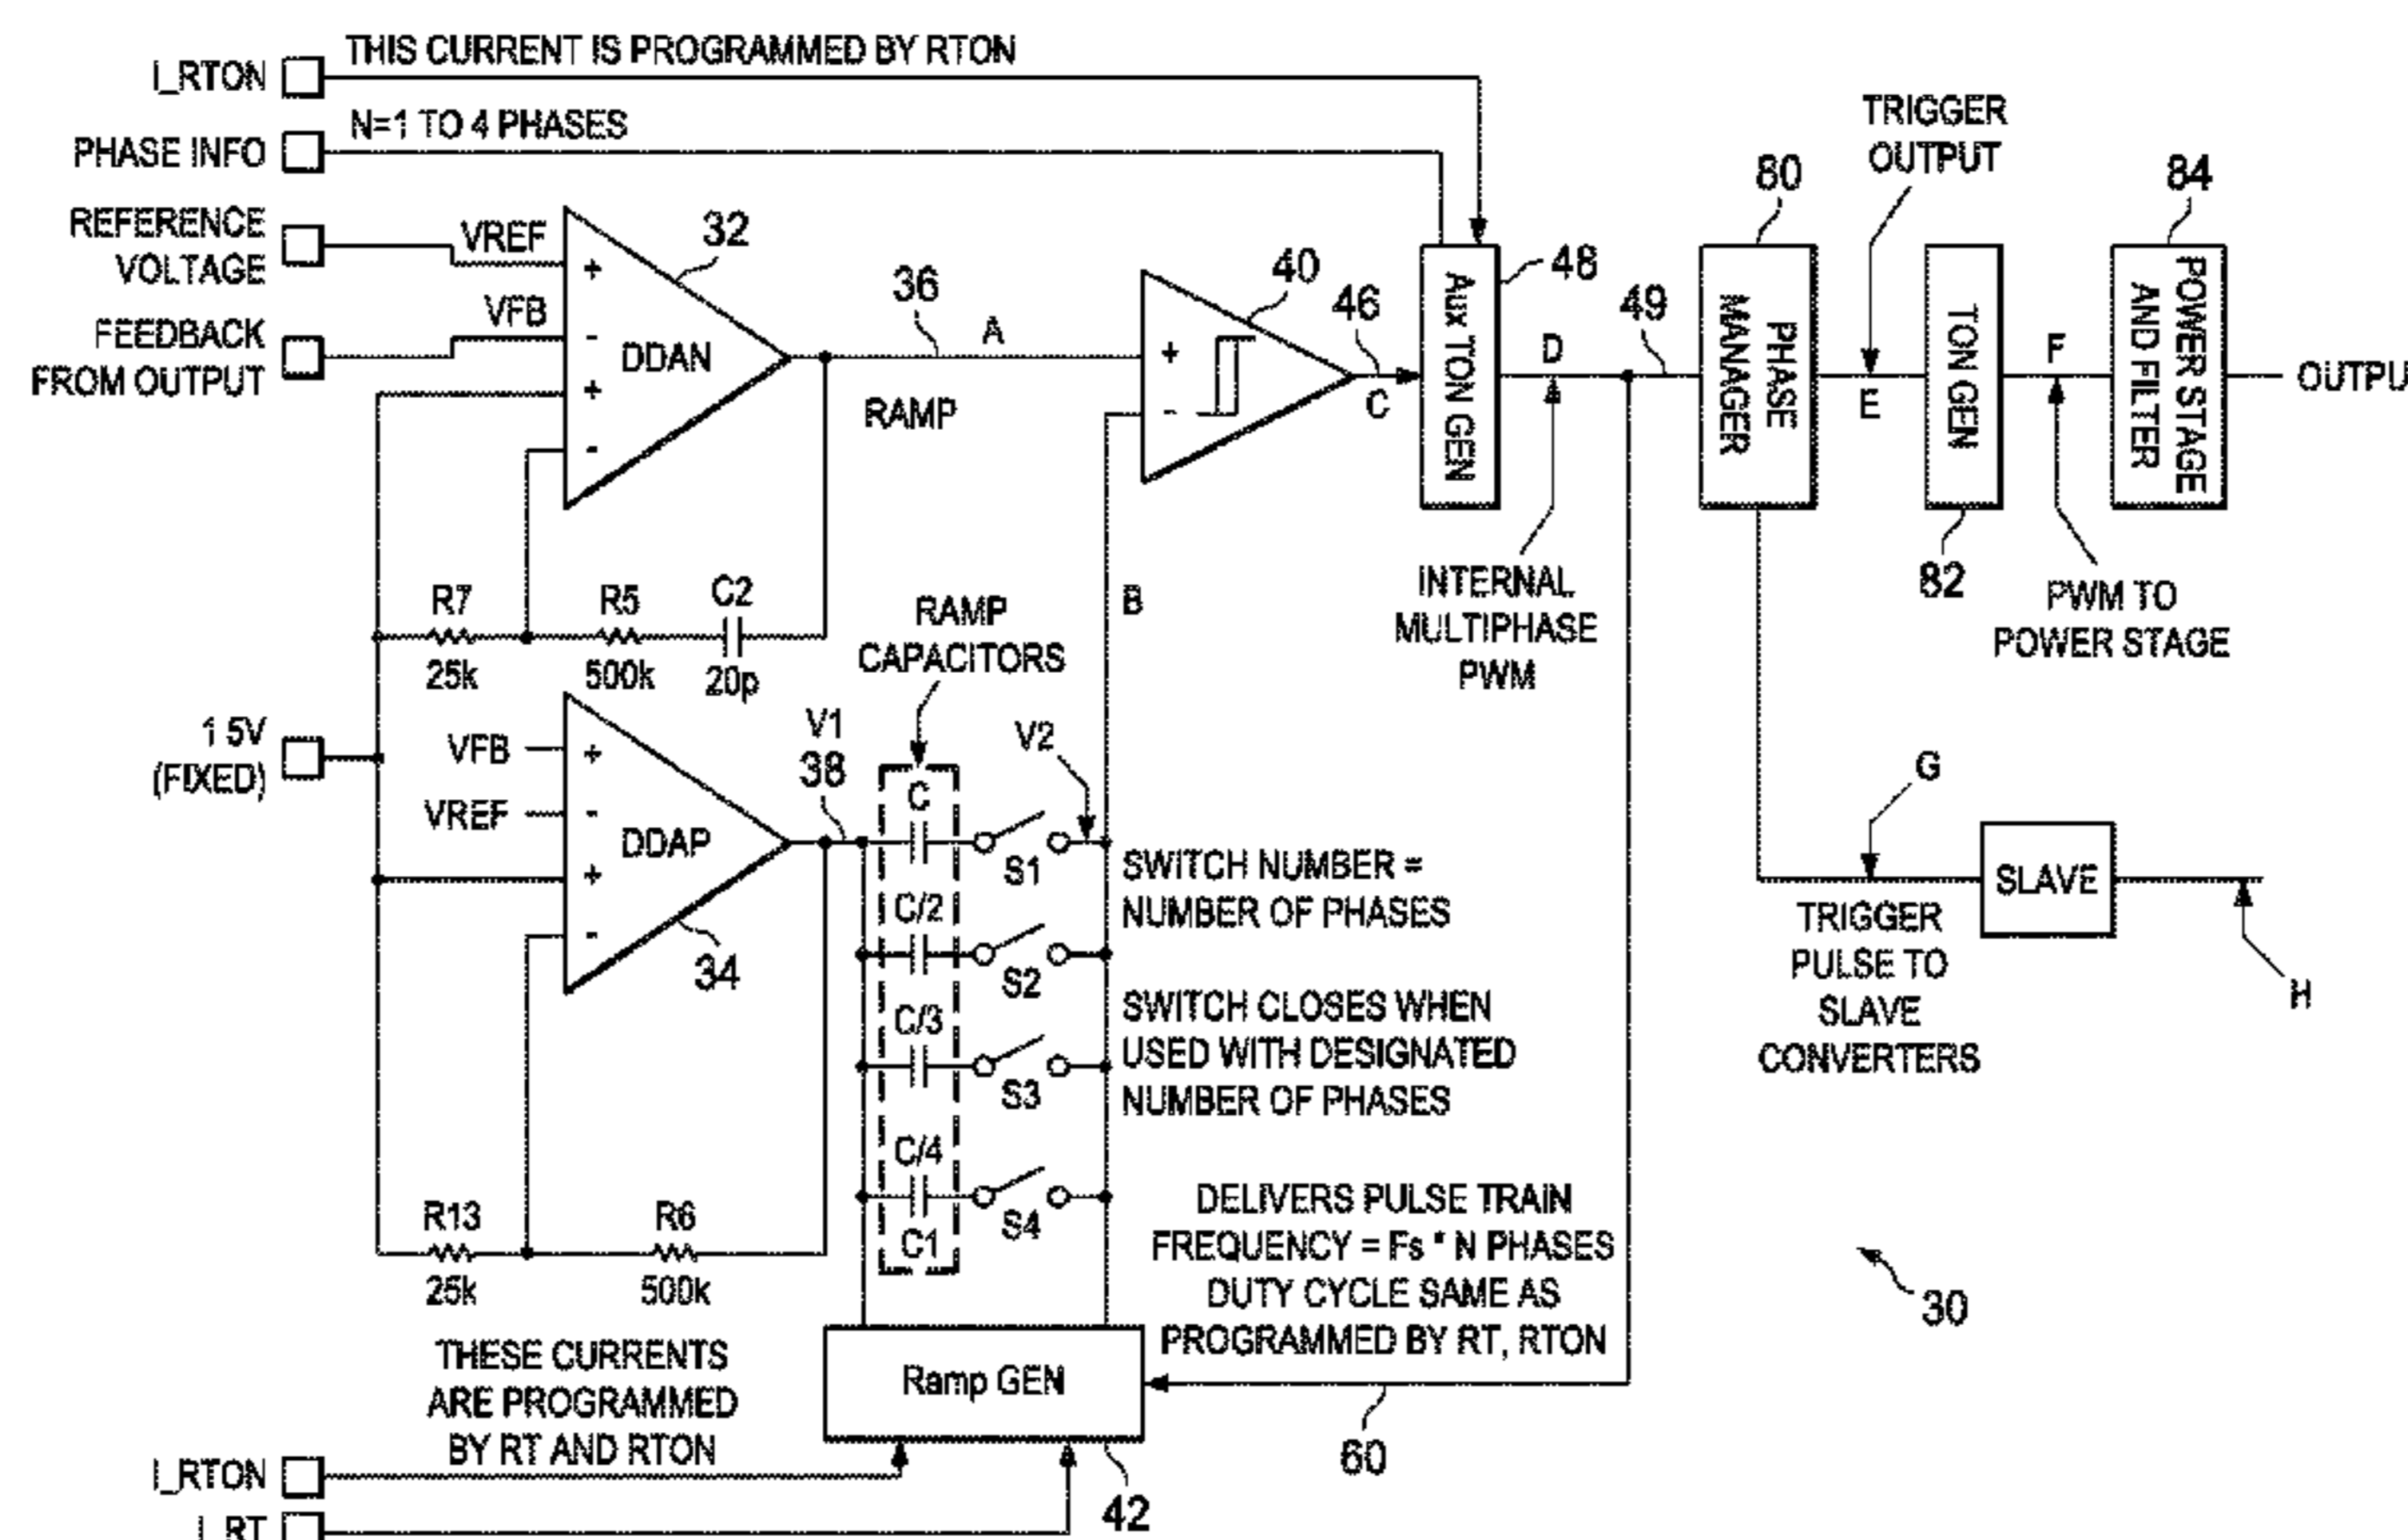 I_RTON
THIS CURRENT IS PROGRAMMED BY RTON
PHASE INFO
N=1 TO 4 PHASES
REFERENCE
VOLTAGE
VREF
FEEDBACK
FROM OUTPUT
VFB
+
-
+
-
DDAN
32
36
A
RAMP
40
+
-
46
C
Aux TON GEN
48
D
49
80
PHASE
MANAGER
TRIGGER
OUTPUT
E
TON GEN
82
F
84
POWER STAGE
AND FILTER
OUTPU
INTERNAL
MULTIPHASE
PWM
PWM TO
POWER STAGE
R7
25k
R5
500k
C2
20p
RAMP
CAPACITORS
B
1 5V
(FIXED)
VFB
VREF
+
-
+
-
DDAP
34
V1
38
V2
C
S1
C/2
S2
C/3
S3
C/4
S4
C1
SWITCH NUMBER =
NUMBER OF PHASES
SWITCH CLOSES WHEN
USED WITH DESIGNATED
NUMBER OF PHASES
G
SLAVE
H
TRIGGER
PULSE TO
SLAVE
CONVERTERS
R13
25k
R6
500k
DELIVERS PULSE TRAIN
FREQUENCY = Fs * N PHASES
DUTY CYCLE SAME AS
PROGRAMMED BY RT, RTON
30
THESE CURRENTS
ARE PROGRAMMED
BY RT AND RTON
Ramp GEN
60
42
I_RTON
I_RT